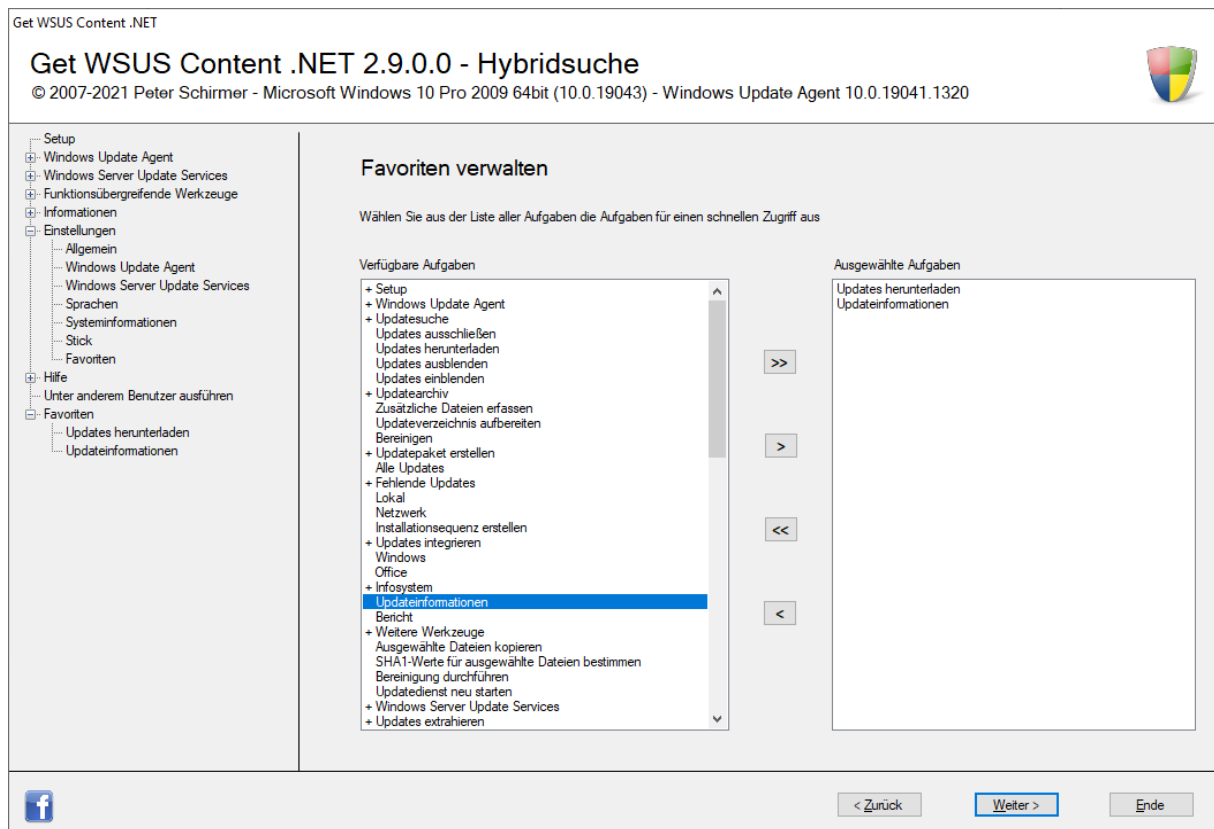 Get WSUS Content .NET
Get WSUS Content .NET 2.9.0.0 - Hybridsuche
© 2007-2021 Peter Schirmer - Microsoft Windows 10 Pro 2009 64bit (10.0.19043) - Windows Update Agent 10.0.19041.1320
Setup
Windows Update Agent
Windows Server Update Services
Funktionsübergreifende Werkzeuge
Informationen
Einstellungen
Allgemein
Windows Update Agent
Windows Server Update Services
Sprachen
Systeminformationen
Stick
Favoriten
Hilfe
Unter anderem Benutzer ausführen
Favoriten
Updates herunterladen
Updateinformationen
Favoriten verwalten
Wählen Sie aus der Liste aller Aufgaben die Aufgaben für einen schnellen Zugriff aus
Verfügbare Aufgaben
+ Setup
+ Windows Update Agent
+ Updatesuche
Updates ausschließen
Updates herunterladen
Updates ausblenden
Updates einblenden
+ Updatearchiv
Zusätzliche Dateien erfassen
Updateverzeichnis aufbereiten
Bereinigen
+ Updatepaket erstellen
Alle Updates
+ Fehlende Updates
Lokal
Netzwerk
Installationsequenz erstellen
+ Updates integrieren
Windows
Office
+ Infosystem
Updateinformationen
Bericht
+ Weitere Werkzeuge
Ausgewählte Dateien kopieren
SHA1-Werte für ausgewählte Dateien bestimmen
Bereinigung durchführen
Updatedienst neu starten
+ Windows Server Update Services
+ Updates extrahieren
>>
>
<<
<
Ausgewählte Aufgaben
Updates herunterladen
Updateinformationen
f
< Zurück
Weiter >
Ende